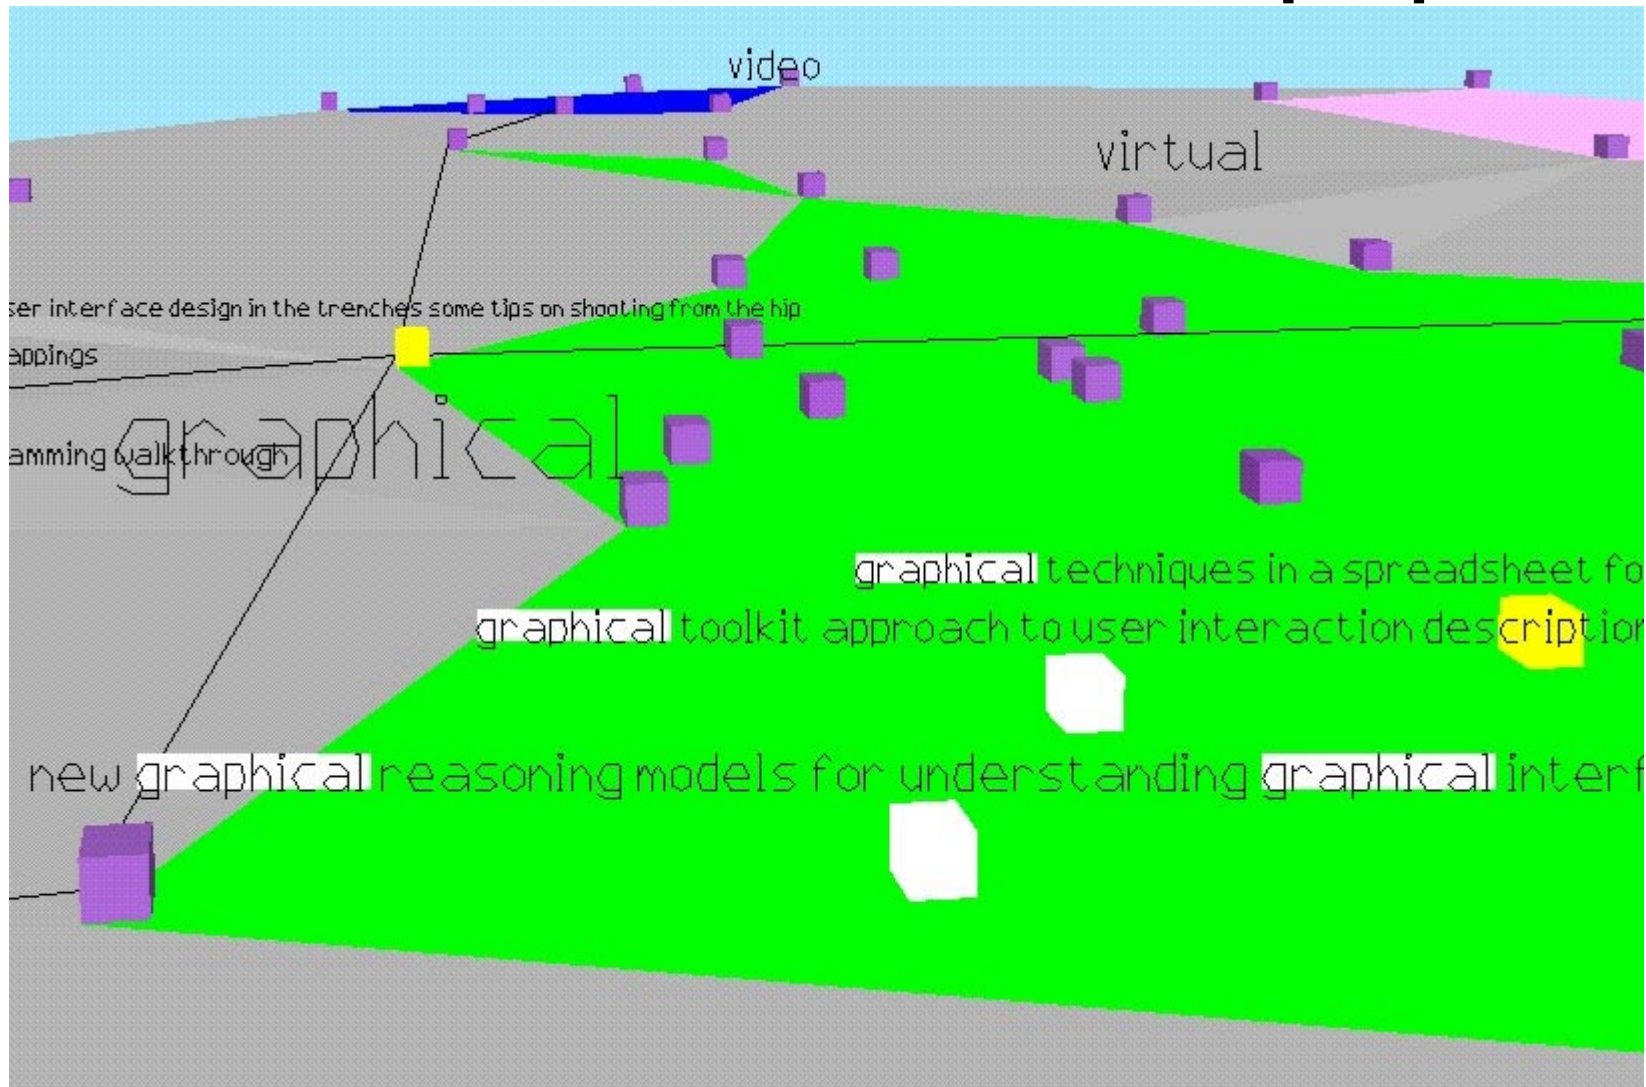 video
virtual
ser interface design in the trenches some tips on shooting from the hip
appings
graphical
amming walkthrough
graphical techniques in a spreadsheet fo
graphical toolkit approach to user interaction description
new graphical reasoning models for understanding graphical interf